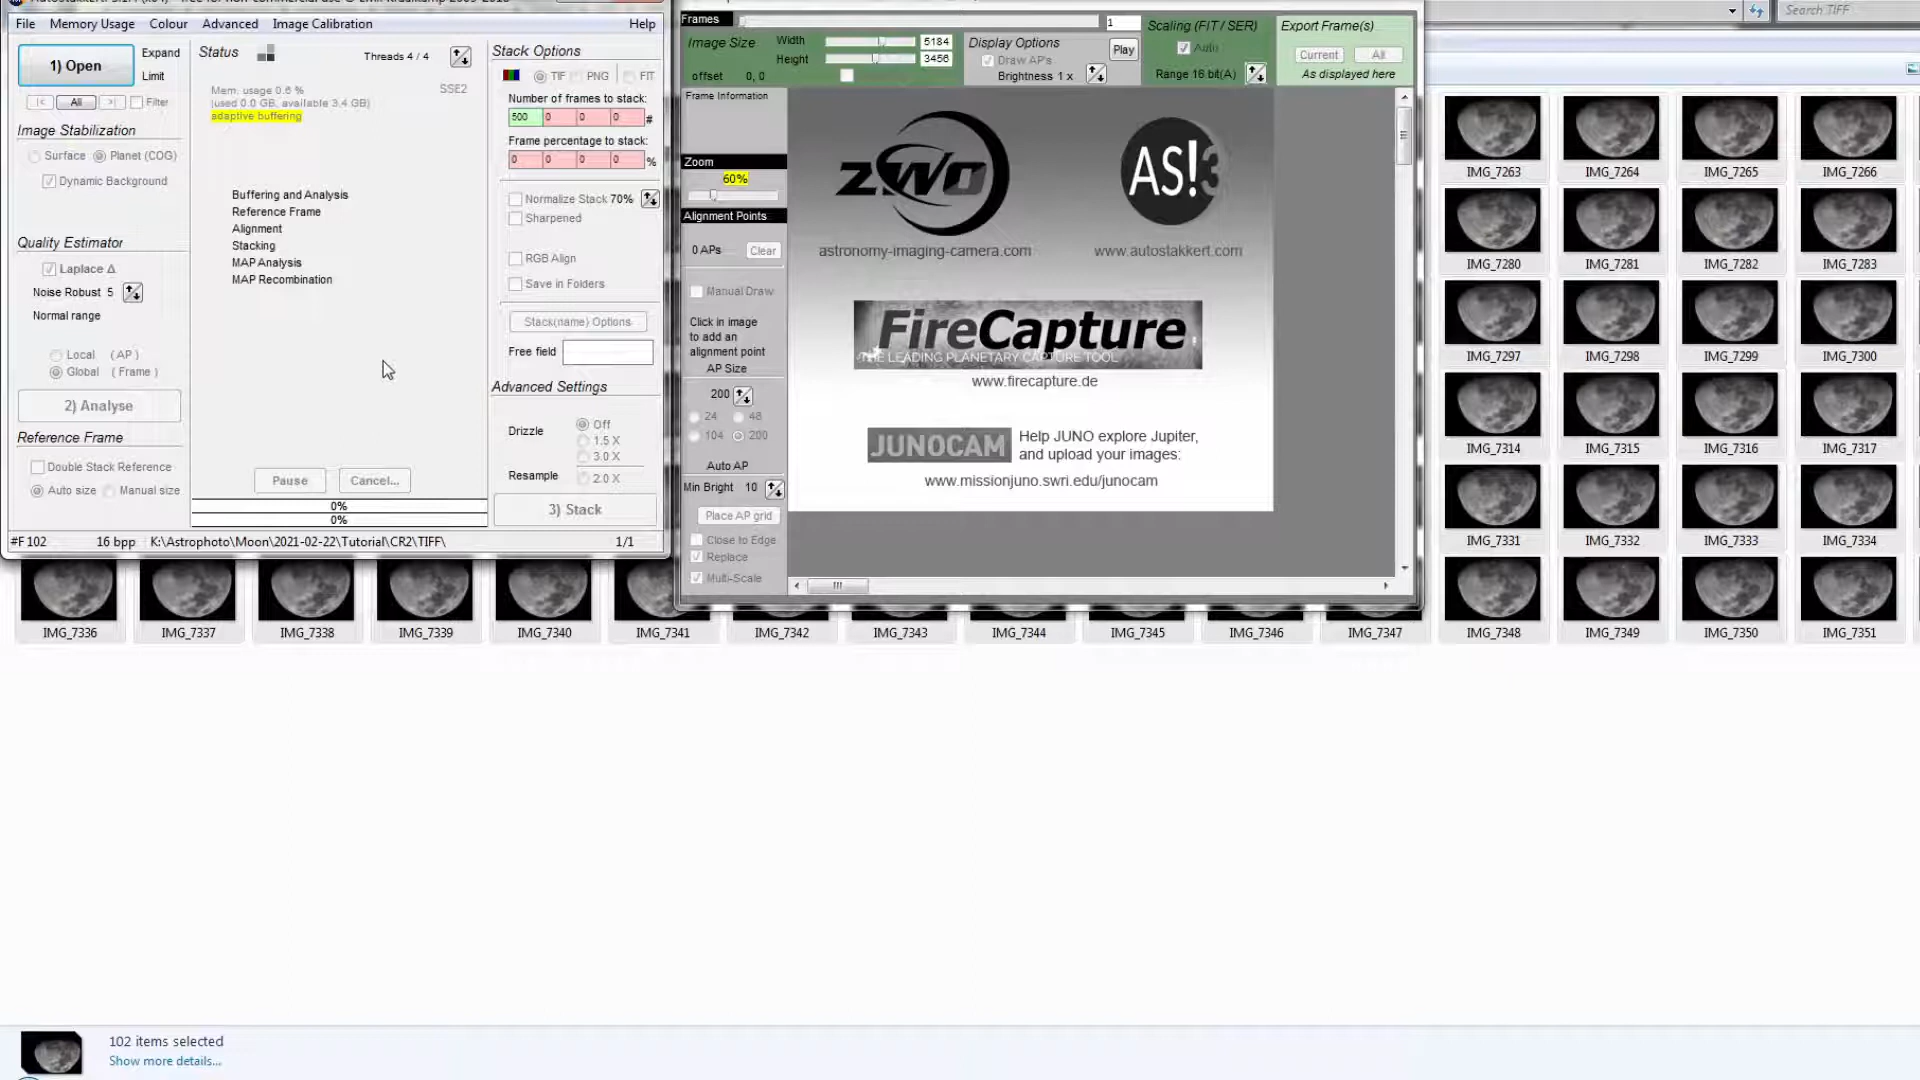 File Memory Usage Colour Advanced Image Calibration Help
1) Open
Expand
Limit
All
Filter
Status
Threads 4 / 4
Mem. usage 0.6 %
(used 0.0 GB, available 3.4 GB)
adaptive buffering
SSE2
Image Stabilization
Surface Planet (COG)
Dynamic Background
Quality Estimator
Laplace Δ
Noise Robust 5
Normal range
Local (AP)
Global (Frame)
2) Analyse
Reference Frame
Double Stack Reference
Auto size Manual size
Buffering and Analysis
Reference Frame
Alignment
Stacking
MAP Analysis
MAP Recombination
Pause Cancel...
0%
0%
Stack Options
TIF PNG FIT
Number of frames to stack:
500 0 0 0 #
Frame percentage to stack:
0 0 0 0 %
Normalize Stack 70%
Sharpened
RGB Align
Save in Folders
Stack(name) Options
Free field
Advanced Settings
Drizzle
Off
1.5 X
3.0 X
Resample 2.0 X
3) Stack
#F 102 16 bpp K:\Astrophoto\Moon\2021-02-22\Tutorial\CR2\TIFF\ 1/1
Frames 1
Image Size Width 5184
Height 3456
offset 0, 0
Display Options
Play
Draw AP's
Brightness 1 x
Scaling (FIT / SER)
Auto
Range 16 bit(A)
Export Frame(s)
Current All
As displayed here
Frame Information
Zoom
60%
Alignment Points
0 APs Clear
Manual Draw
Click in image
to add an
alignment point
AP Size
200
24 48
104 200
Auto AP
Min Bright 10
Place AP grid
Close to Edge
Replace
Multi-Scale
ZWO
astronomy-imaging-camera.com
AS!3
www.autostakkert.com
FireCapture
THE LEADING PLANETARY CAPTURE TOOL
www.firecapture.de
JUNOCAM
Help JUNO explore Jupiter,
and upload your images:
www.missionjuno.swri.edu/junocam
Search TIFF
IMG_7263 IMG_7264 IMG_7265 IMG_7266
IMG_7280 IMG_7281 IMG_7282 IMG_7283
IMG_7297 IMG_7298 IMG_7299 IMG_7300
IMG_7314 IMG_7315 IMG_7316 IMG_7317
IMG_7331 IMG_7332 IMG_7333 IMG_7334
IMG_7336 IMG_7337 IMG_7338 IMG_7339 IMG_7340 IMG_7341 IMG_7342 IMG_7343 IMG_7344 IMG_7345 IMG_7346 IMG_7347 IMG_7348 IMG_7349 IMG_7350 IMG_7351
102 items selected
Show more details...